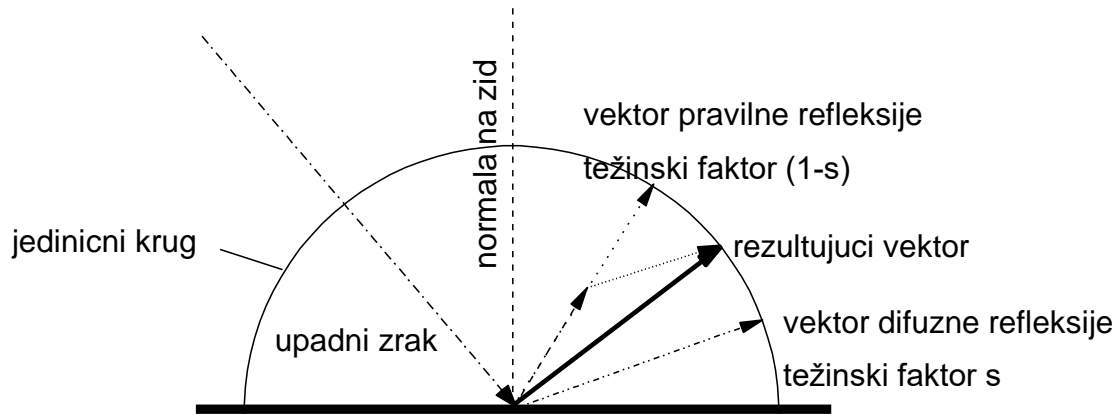 normala na zid
vektor pravilne refleksije
težinski faktor (1-s)
jedinicni krug
rezultujuci vektor
upadni zrak
vektor difuzne refleksije
težinski faktor s